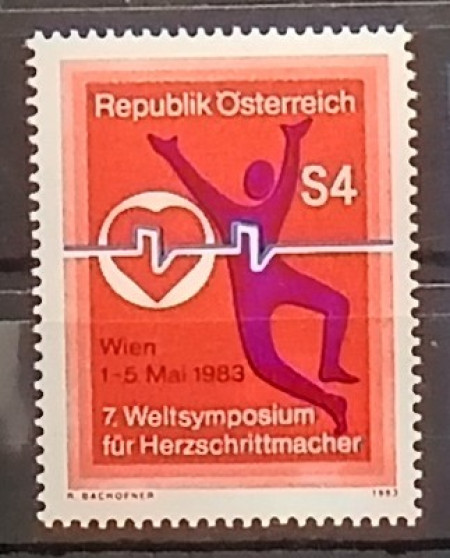 Republik Österreich
S4
Wien
1-5. Mai 1983
7. Weltsymposium
für Herzschrittmacher
R. BACHOFNER
1983